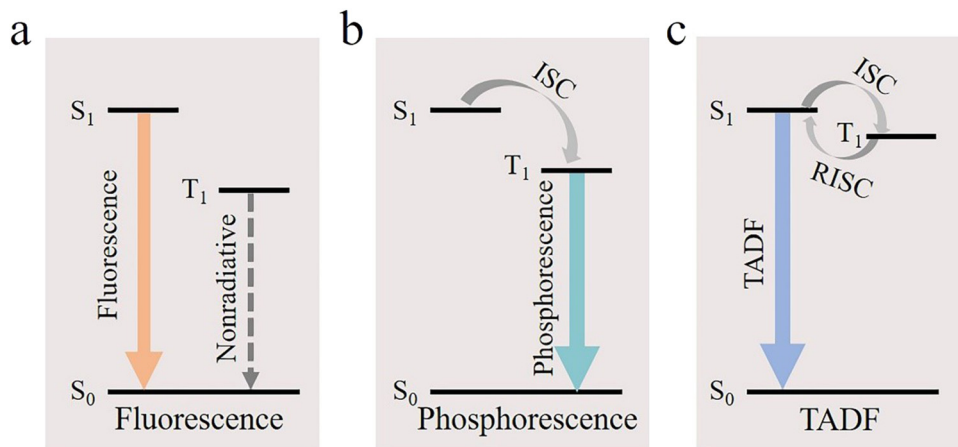 a
S₁
T₁
Fluorescence
Nonradiative
S₀
Fluorescence
b
ISC
S₁
T₁
Phosphorescence
S₀
Phosphorescence
c
ISC
S₁
T₁
RISC
TADF
S₀
TADF